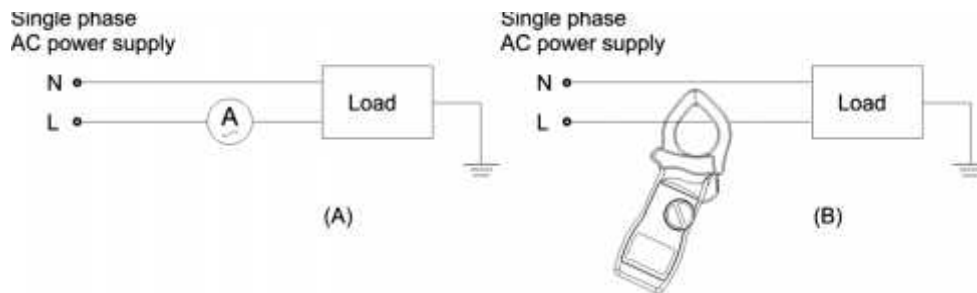 Single phase
AC power supply
N
L
A
Load
(A)
Single phase
AC power supply
N
L
Load
(B)